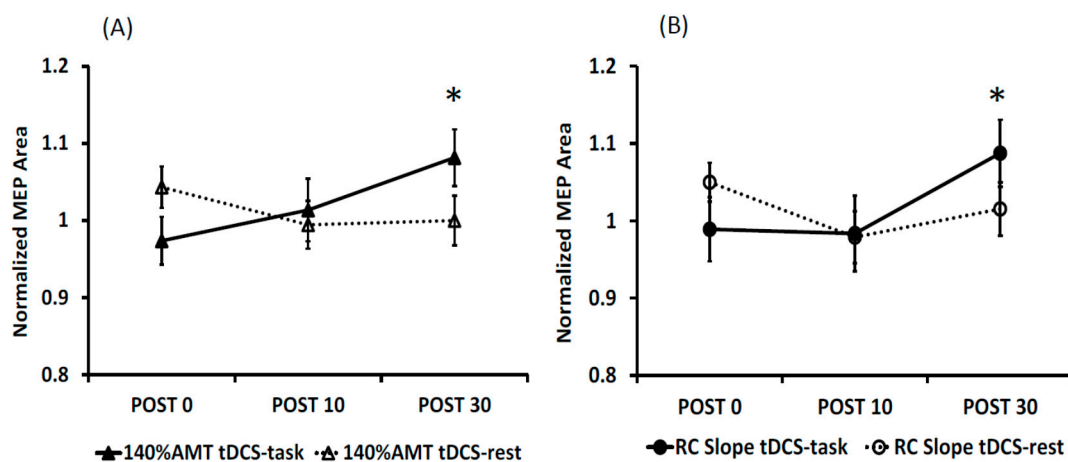 (A)
Normalized MEP Area
1.2
1.1
1
0.9
0.8
*
POST 0 POST 10 POST 30
140%AMT tDCS-task 140%AMT tDCS-rest
(B)
Normalized MEP Area
1.2
1.1
1
0.9
0.8
*
POST 0 POST 10 POST 30
RC Slope tDCS-task RC Slope tDCS-rest